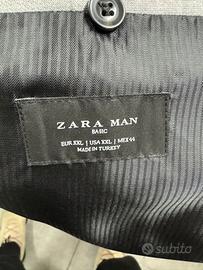 ZARA MAN
BASIC
EUR XXL | USA XXL | MEX 44
MADE IN TURKEY
subito